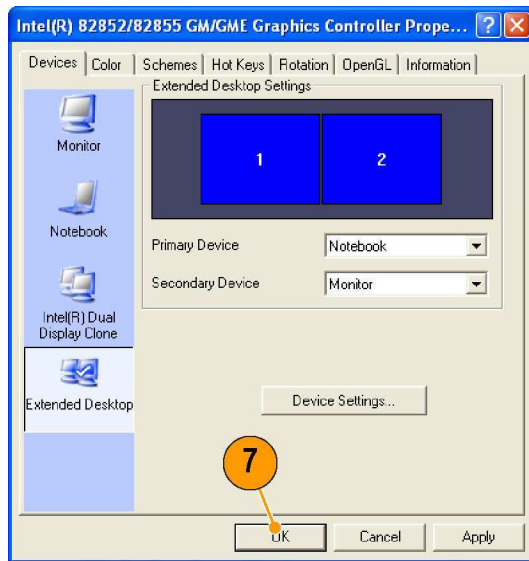 Intel(R) 82852/82855 GM/GME Graphics Controller Prope...
Devices Color Schemes Hot Keys Rotation OpenGL Information
Extended Desktop Settings
1 2
Monitor
Notebook
Intel(R) Dual
Display Clone
Extended Desktop
Primary Device Notebook
Secondary Device Monitor
Device Settings...
7
OK Cancel Apply